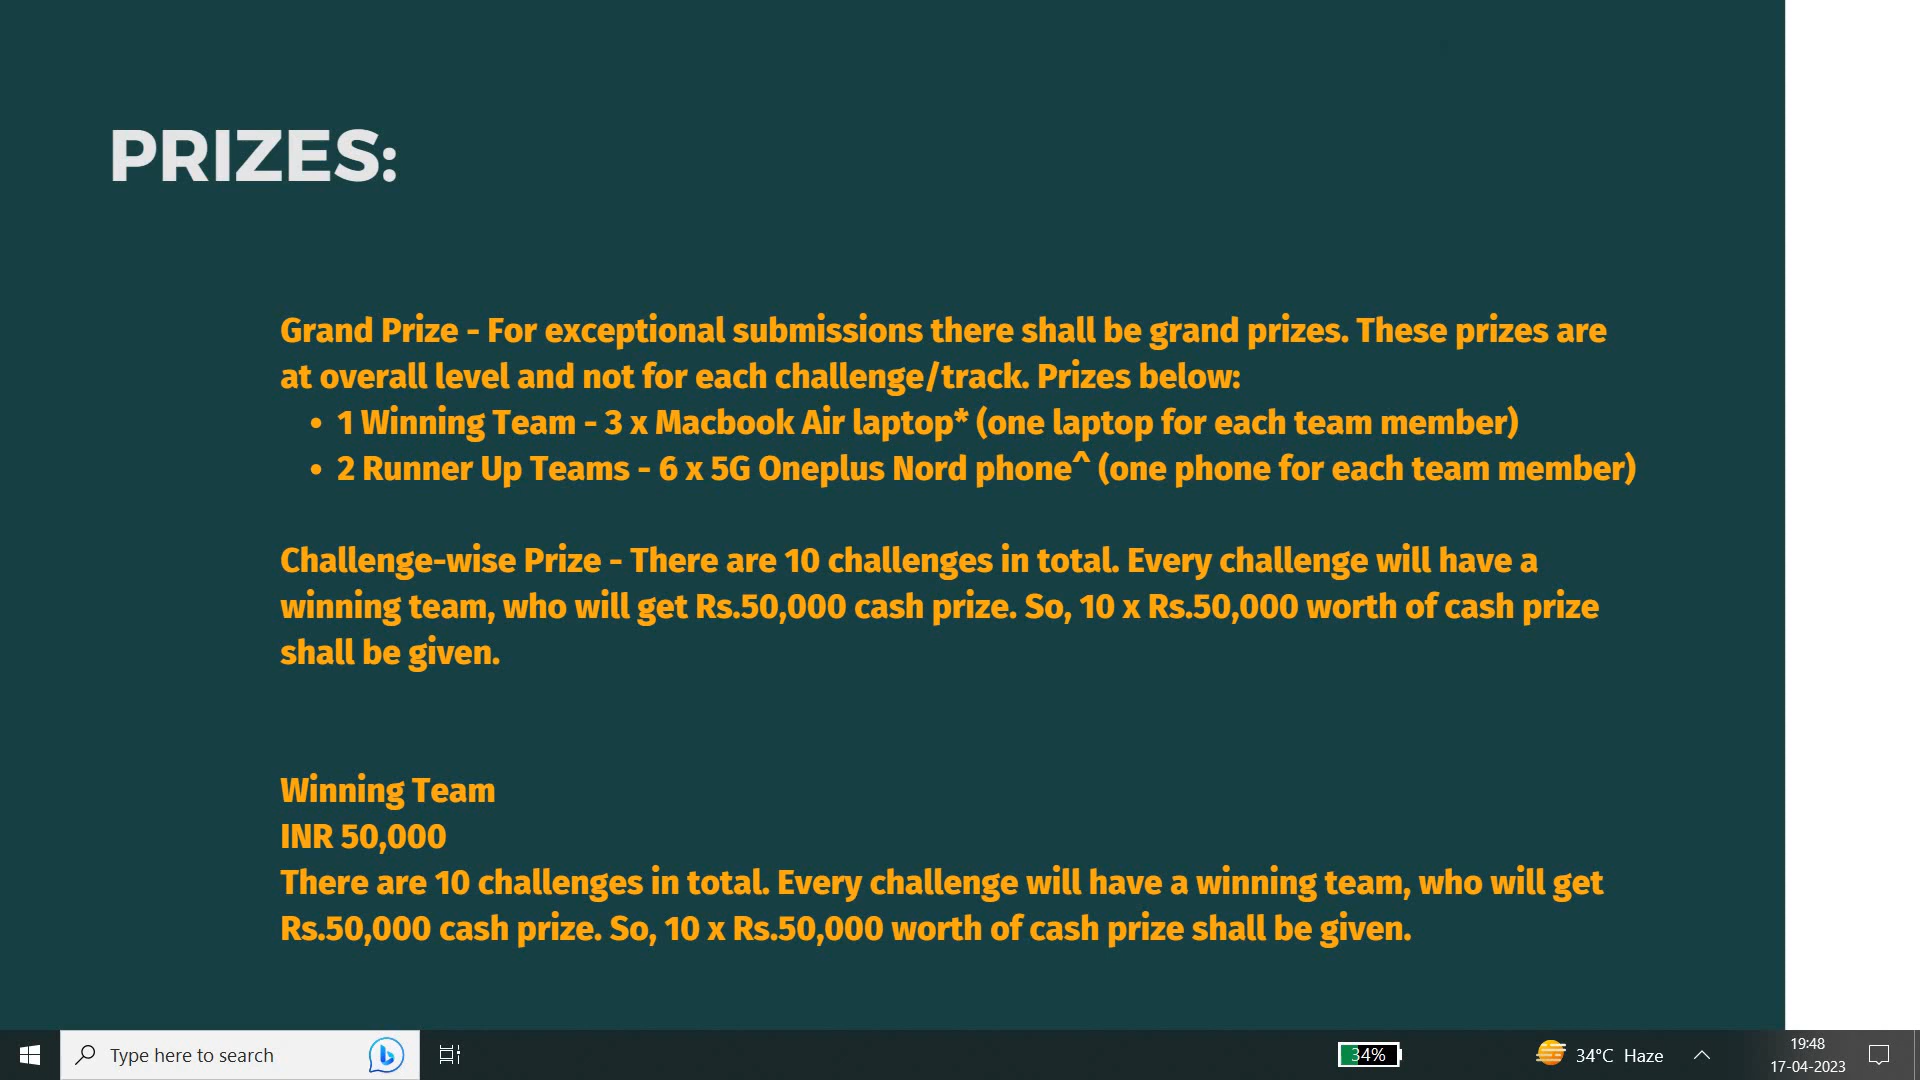 PRIZES:
Grand Prize - For exceptional submissions there shall be grand prizes. These prizes are
at overall level and not for each challenge/track. Prizes below:
• 1 Winning Team - 3 x Macbook Air laptop* (one laptop for each team member)
• 2 Runner Up Teams - 6 x 5G Oneplus Nord phone^ (one phone for each team member)
Challenge-wise Prize - There are 10 challenges in total. Every challenge will have a
winning team, who will get Rs.50,000 cash prize. So, 10 x Rs.50,000 worth of cash prize
shall be given.
Winning Team
INR 50,000
There are 10 challenges in total. Every challenge will have a winning team, who will get
Rs.50,000 cash prize. So, 10 x Rs.50,000 worth of cash prize shall be given.
Type here to search
34%
34°C Haze
19:48
17-04-2023